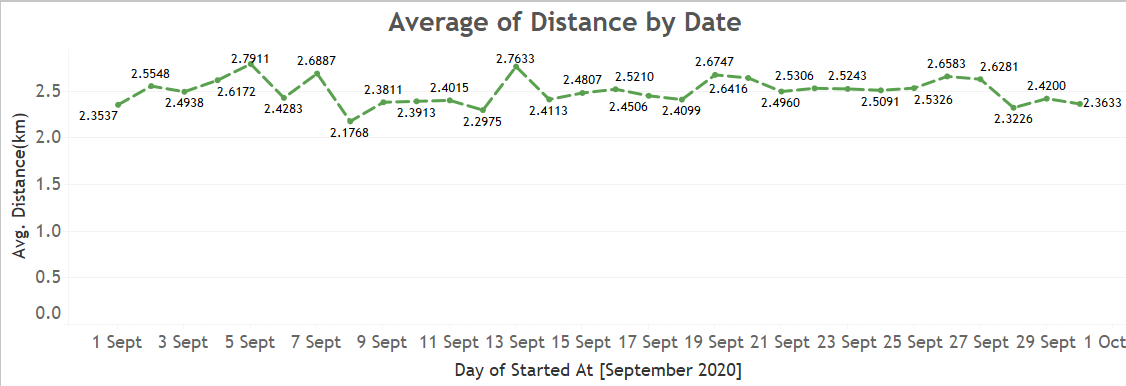 Average of Distance by Date
2.7911 2.6887 2.7633 2.6747 2.6583 2.6281
2.5548 2.3811 2.4015 2.4807 2.5210 2.5306 2.5243 2.4200
2.5 2.3537 2.4938 2.6172 2.4283 2.1768 2.3913 2.2975 2.4113 2.4506 2.4099 2.6416 2.4960 2.5091 2.5326 2.3226 2.3633
2.0
1.5
1.0
0.5
0.0
Avg. Distance(km)
1 Sept 3 Sept 5 Sept 7 Sept 9 Sept 11 Sept 13 Sept 15 Sept 17 Sept 19 Sept 21 Sept 23 Sept 25 Sept 27 Sept 29 Sept 1 Oct
Day of Started At [September 2020]